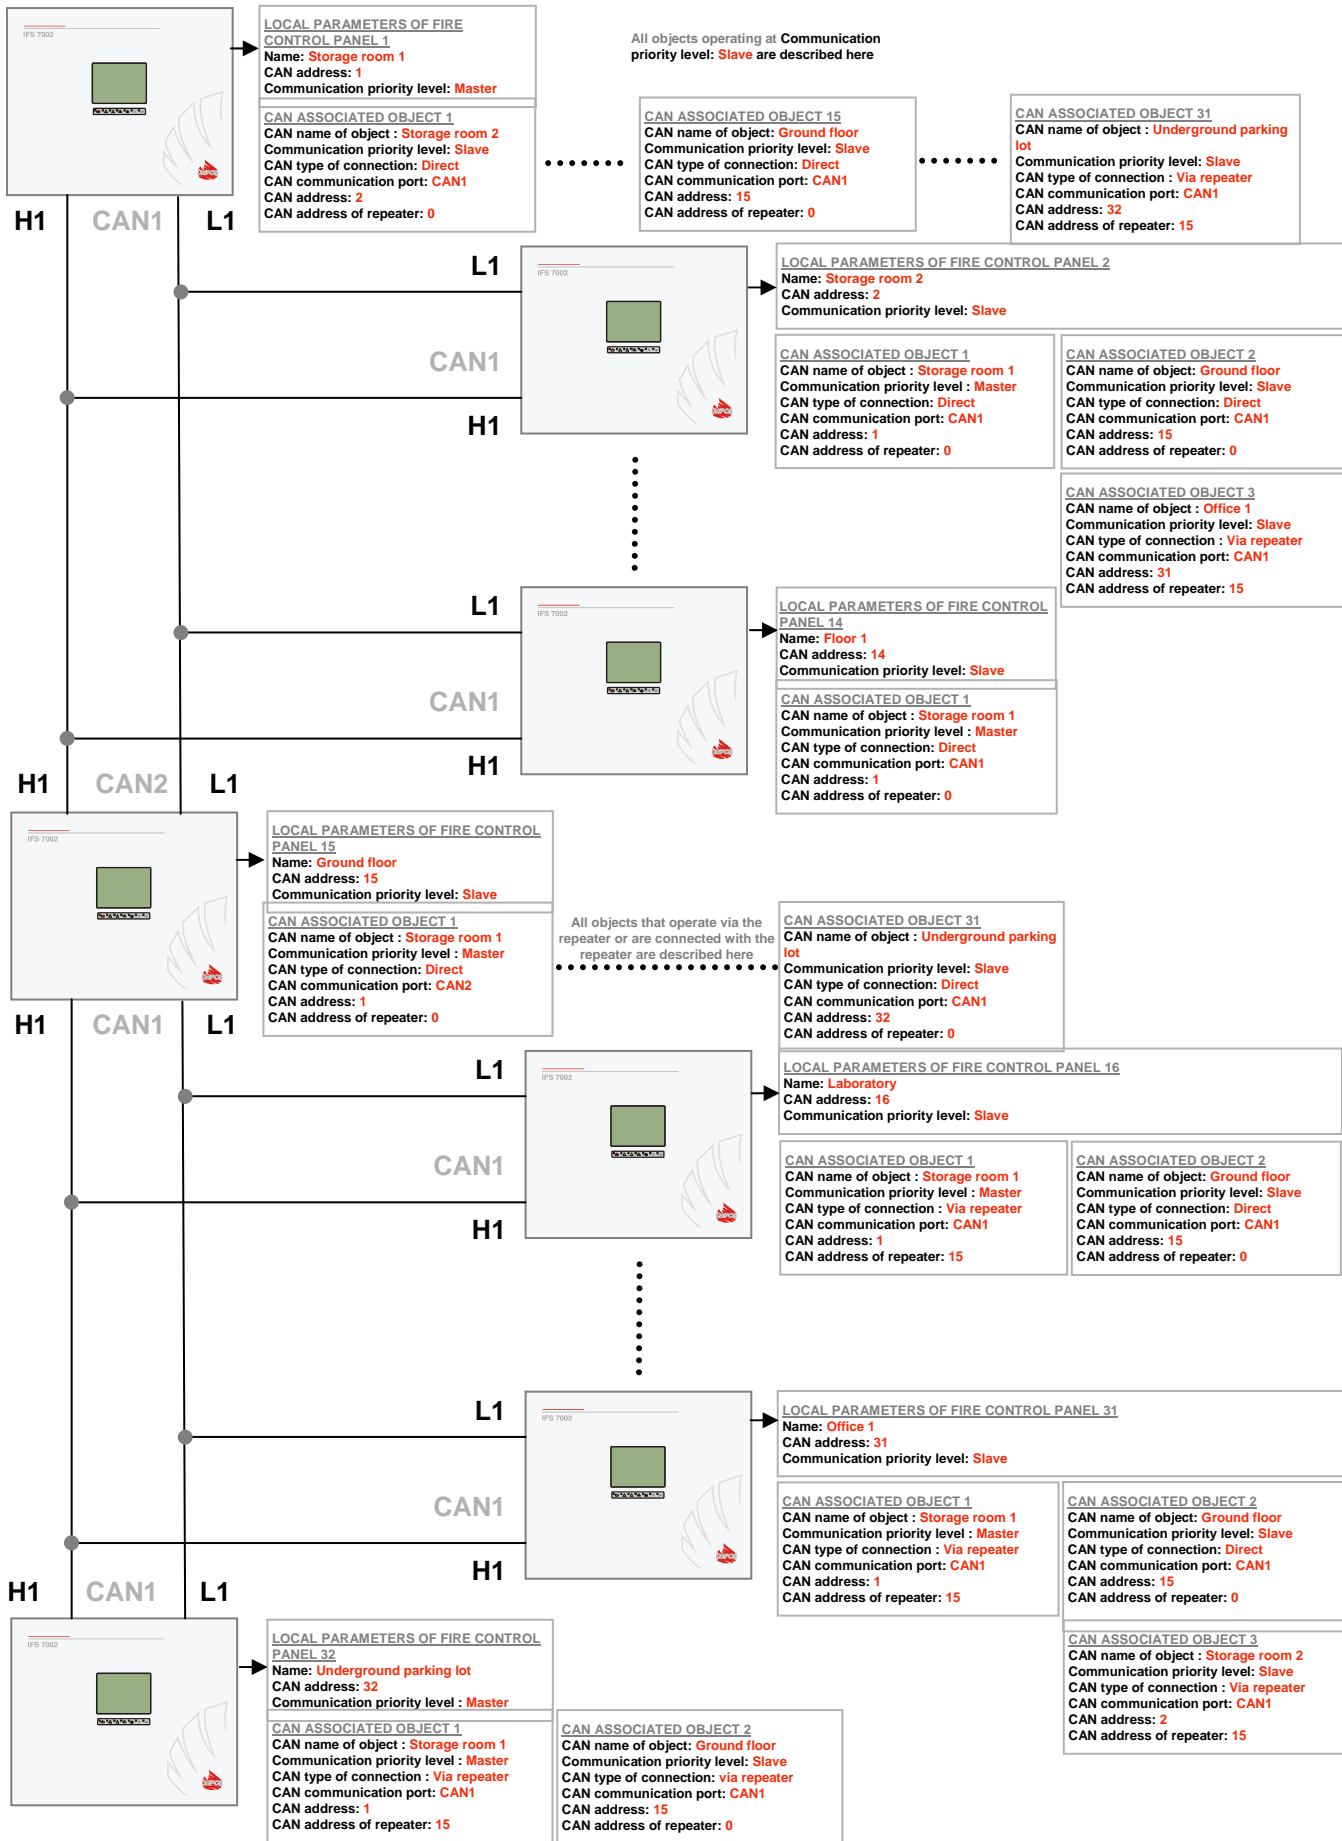 IFS 7002
LOCAL PARAMETERS OF FIRE
CONTROL PANEL 1
Name: Storage room 1
CAN address: 1
Communication priority level: Master
All objects operating at Communication
priority level: Slave are described here
CAN ASSOCIATED OBJECT 1
CAN name of object : Storage room 2
Communication priority level: Slave
CAN type of connection: Direct
CAN communication port: CAN1
CAN address: 2
CAN address of repeater: 0
CAN ASSOCIATED OBJECT 15
CAN name of object: Ground floor
Communication priority level: Slave
CAN type of connection: Direct
CAN communication port: CAN1
CAN address: 15
CAN address of repeater: 0
CAN ASSOCIATED OBJECT 31
CAN name of object : Underground parking
lot
Communication priority level: Slave
CAN type of connection : Via repeater
CAN communication port: CAN1
CAN address: 32
CAN address of repeater: 15
H1 CAN1 L1
L1
IFS 7002
CAN1
H1
LOCAL PARAMETERS OF FIRE CONTROL PANEL 2
Name: Storage room 2
CAN address: 2
Communication priority level: Slave
CAN ASSOCIATED OBJECT 1
CAN name of object : Storage room 1
Communication priority level : Master
CAN type of connection: Direct
CAN communication port: CAN1
CAN address: 1
CAN address of repeater: 0
CAN ASSOCIATED OBJECT 2
CAN name of object: Ground floor
Communication priority level: Slave
CAN type of connection: Direct
CAN communication port: CAN1
CAN address: 15
CAN address of repeater: 0
CAN ASSOCIATED OBJECT 3
CAN name of object : Office 1
Communication priority level: Slave
CAN type of connection : Via repeater
CAN communication port: CAN1
CAN address: 31
CAN address of repeater: 15
L1
IFS 7002
CAN1
H1
LOCAL PARAMETERS OF FIRE CONTROL
PANEL 14
Name: Floor 1
CAN address: 14
Communication priority level: Slave
CAN ASSOCIATED OBJECT 1
CAN name of object : Storage room 1
Communication priority level : Master
CAN type of connection: Direct
CAN communication port: CAN1
CAN address: 1
CAN address of repeater: 0
H1 CAN2 L1
IFS 7002
LOCAL PARAMETERS OF FIRE CONTROL
PANEL 15
Name: Ground floor
CAN address: 15
Communication priority level: Slave
CAN ASSOCIATED OBJECT 1
CAN name of object : Storage room 1
Communication priority level : Master
CAN type of connection: Direct
CAN communication port: CAN2
CAN address: 1
CAN address of repeater: 0
All objects that operate via the
repeater or are connected with the
repeater are described here
CAN ASSOCIATED OBJECT 31
CAN name of object : Underground parking
lot
Communication priority level: Slave
CAN type of connection: Direct
CAN communication port: CAN1
CAN address: 32
CAN address of repeater: 0
H1 CAN1 L1
L1
IFS 7002
CAN1
H1
LOCAL PARAMETERS OF FIRE CONTROL PANEL 16
Name: Laboratory
CAN address: 16
Communication priority level: Slave
CAN ASSOCIATED OBJECT 1
CAN name of object : Storage room 1
Communication priority level : Master
CAN type of connection : Via repeater
CAN communication port: CAN1
CAN address: 1
CAN address of repeater: 15
CAN ASSOCIATED OBJECT 2
CAN name of object: Ground floor
Communication priority level: Slave
CAN type of connection: Direct
CAN communication port: CAN1
CAN address: 15
CAN address of repeater: 0
L1
IFS 7002
CAN1
H1
LOCAL PARAMETERS OF FIRE CONTROL PANEL 31
Name: Office 1
CAN address: 31
Communication priority level: Slave
CAN ASSOCIATED OBJECT 1
CAN name of object : Storage room 1
Communication priority level : Master
CAN type of connection : Via repeater
CAN communication port: CAN1
CAN address: 1
CAN address of repeater: 15
CAN ASSOCIATED OBJECT 2
CAN name of object: Ground floor
Communication priority level: Slave
CAN type of connection: Direct
CAN communication port: CAN1
CAN address: 15
CAN address of repeater: 0
CAN ASSOCIATED OBJECT 3
CAN name of object : Storage room 2
Communication priority level: Slave
CAN type of connection : Via repeater
CAN communication port: CAN1
CAN address: 2
CAN address of repeater: 15
H1 CAN1 L1
IFS 7002
LOCAL PARAMETERS OF FIRE CONTROL
PANEL 32
Name: Underground parking lot
CAN address: 32
Communication priority level : Master
CAN ASSOCIATED OBJECT 1
CAN name of object : Storage room 1
Communication priority level : Master
CAN type of connection : Via repeater
CAN communication port: CAN1
CAN address: 1
CAN address of repeater: 15
CAN ASSOCIATED OBJECT 2
CAN name of object: Ground floor
Communication priority level: Slave
CAN type of connection: via repeater
CAN communication port: CAN1
CAN address: 15
CAN address of repeater: 0